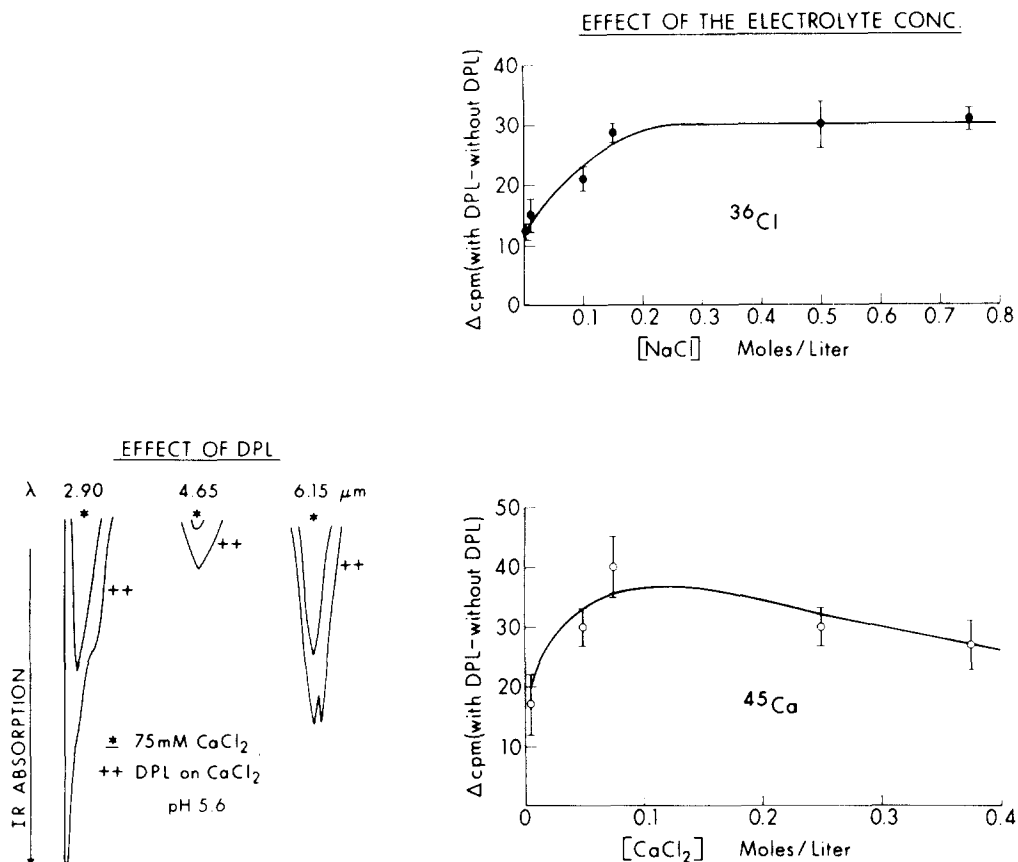 EFFECT OF THE ELECTROLYTE CONC.
Δcpm(with DPL-without DPL)
40
30
20
10
0
36Cl
0.1 0.2 0.3 0.4 0.5 0.6 0.7 0.8
[NaCl] Moles/Liter
EFFECT OF DPL
λ 2.90 4.65 6.15 μm
* * *
++ ++ ++
IR ABSORPTION
* 75mM CaCl2
++ DPL on CaCl2
pH 5.6
Δcpm(with DPL-without DPL)
50
40
30
20
10
45Ca
0 0.1 0.2 0.3 0.4
[CaCl2] Moles/Liter